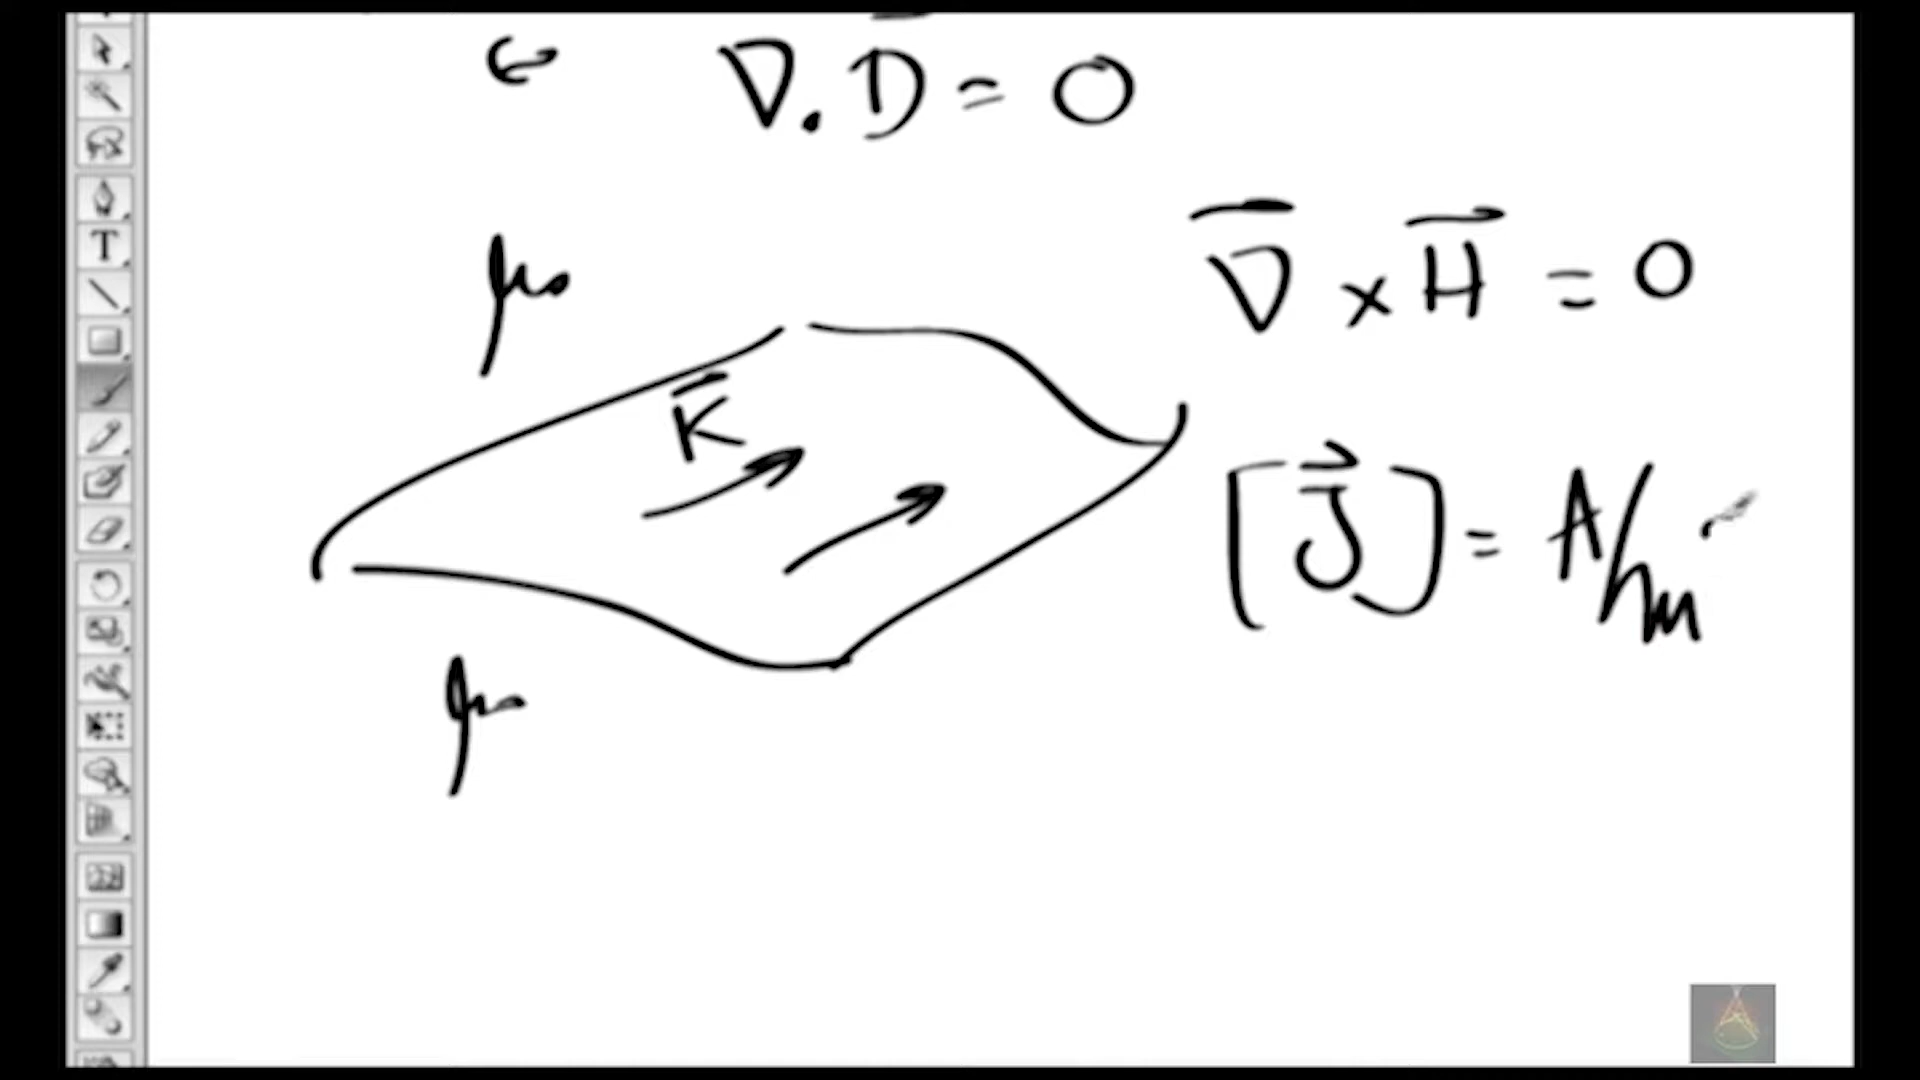 ∇.D = 0
μ₀
∇ × H⃗ = 0
K⃗
[J⃗] = A/m
μ₀